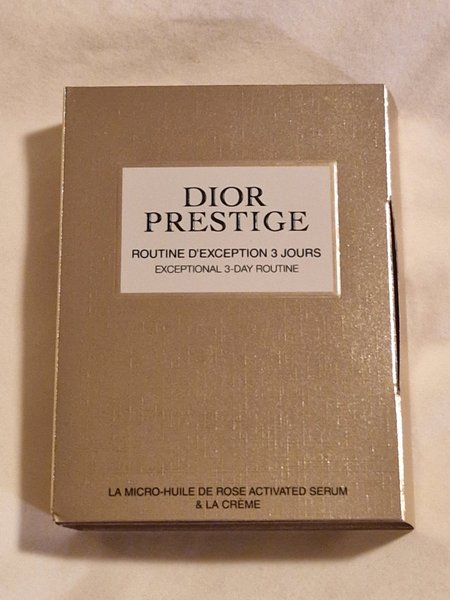 DIOR
PRESTIGE
ROUTINE D'EXCEPTION 3 JOURS
EXCEPTIONAL 3-DAY ROUTINE
LA MICRO-HUILE DE ROSE ACTIVATED SERUM
& LA CRÈME